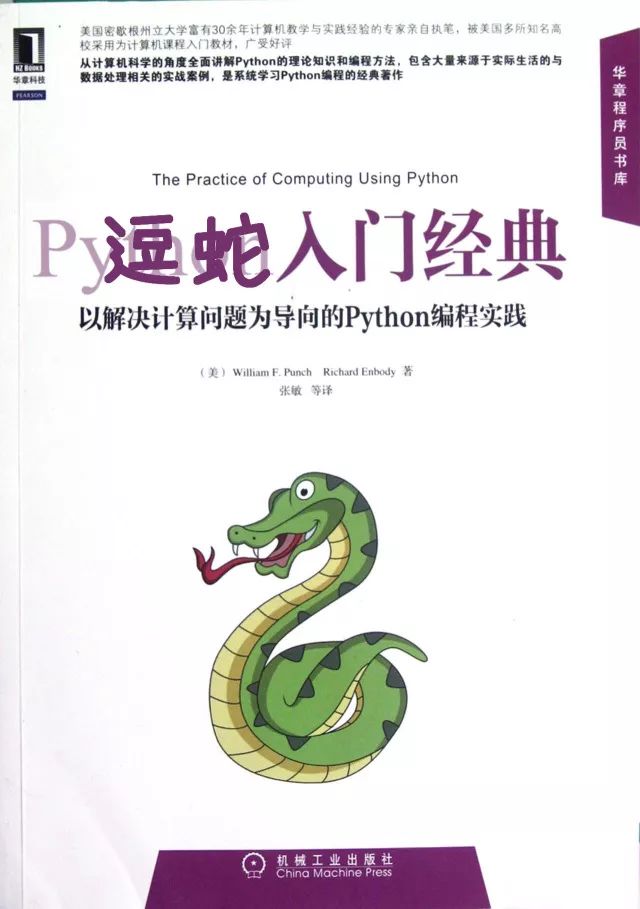 HZ BOOKS
华章科技
PEARSON
美国密歇根州立大学富有30余年计算机教学与实践经验的专家亲自执笔，被美国多所知名高
校采用为计算机课程入门教材，广受好评
从计算机科学的角度全面讲解Python的理论知识和编程方法，包含大量来源于实际生活的与
数据处理相关的实战案例，是系统学习Python编程的经典著作
华章程序员书库
The Practice of Computing Using Python
Python入门经典
逗蛇
以解决计算问题为导向的Python编程实践
（美）William F. Punch Richard Enbody 著
张敏 等译
机械工业出版社
China Machine Press